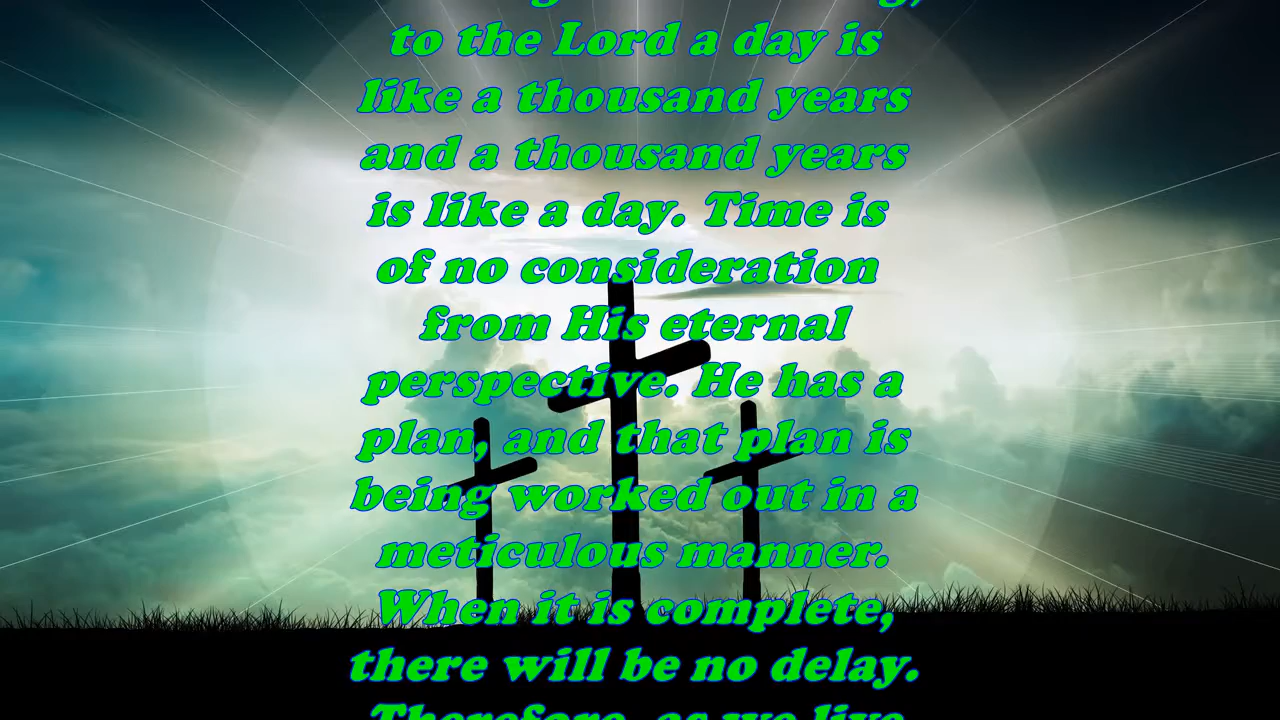 to the Lord a day is
like a thousand years
and a thousand years
is like a day. Time is
of no consideration
from His eternal
perspective. He has a
plan, and that plan is
being worked out in a
meticulous manner.
When it is complete,
there will be no delay.
Therefore, as we live